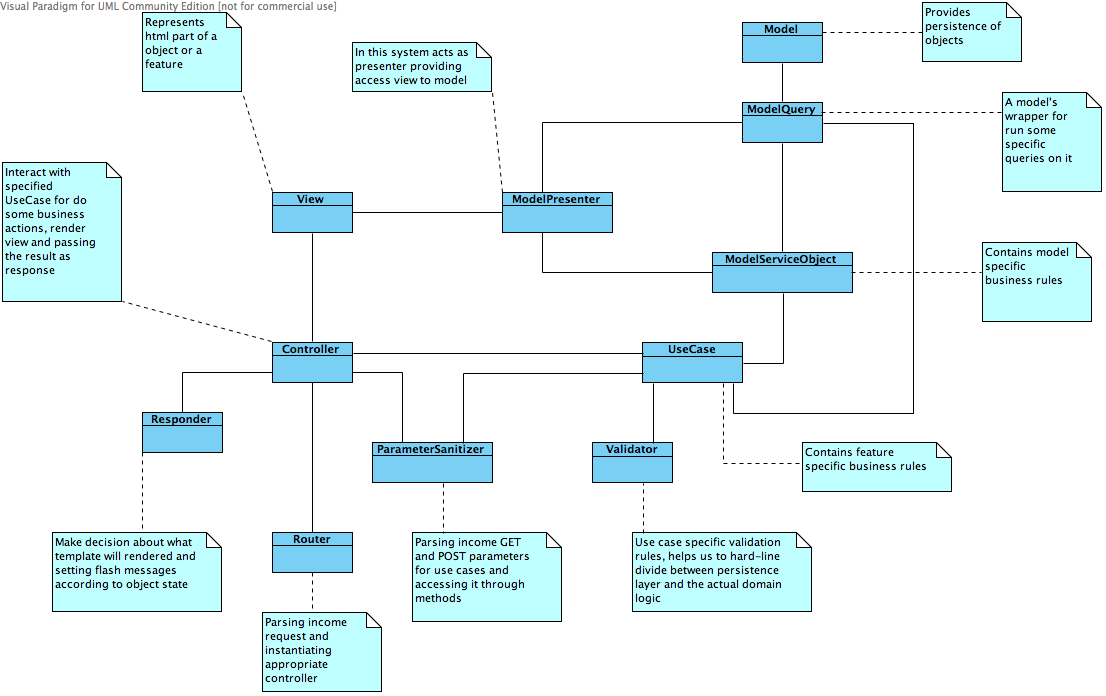 Visual Paradigm for UML Community Edition [not for commercial use]
Represents
html part of a
object or a
feature
In this system acts as
presenter providing
access view to model
Model
Provides
persistence of
objects
ModelQuery
A model's
wrapper for
run some
specific
queries on it
Interact with
specified
UseCase for do
some business
actions, render
view and passing
the result as
response
View
ModelPresenter
ModelServiceObject
Contains model
specific
business rules
Controller
UseCase
Responder
ParameterSanitizer
Validator
Contains feature
specific business rules
Make decision about what
template will rendered and
setting flash messages
according to object state
Router
Parsing income GET
and POST parameters
for use cases and
accessing it through
methods
Use case specific validation
rules, helps us to hard-line
divide between persistence
layer and the actual domain
logic
Parsing income
request and
instantiating
appropriate
controller